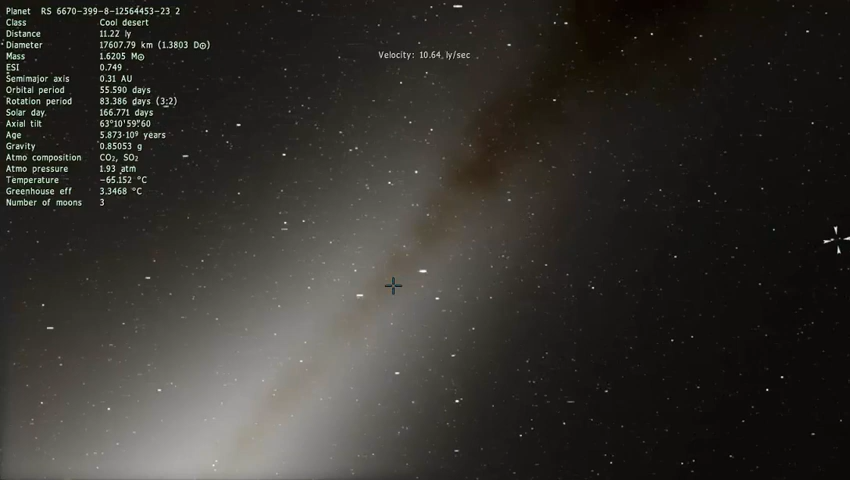 Planet RS 6670-399-8-12564453-23 2
Class Cool desert
Distance 11.22 ly
Diameter 17607.79 km (1.3803 D⊙)
Mass 1.6205 M⊙
ESI 0.749
Semimajor axis 0.31 AU
Orbital period 55.590 days
Rotation period 83.386 days (3:2)
Solar day 166.771 days
Axial tilt 63°10'59"60
Age 5.873·10⁹ years
Gravity 0.85053 g
Atmo composition CO₂, SO₂
Atmo pressure 1.93 atm
Temperature -65.152 °C
Greenhouse eff 3.3468 °C
Number of moons 3
Velocity: 10.64 ly/sec